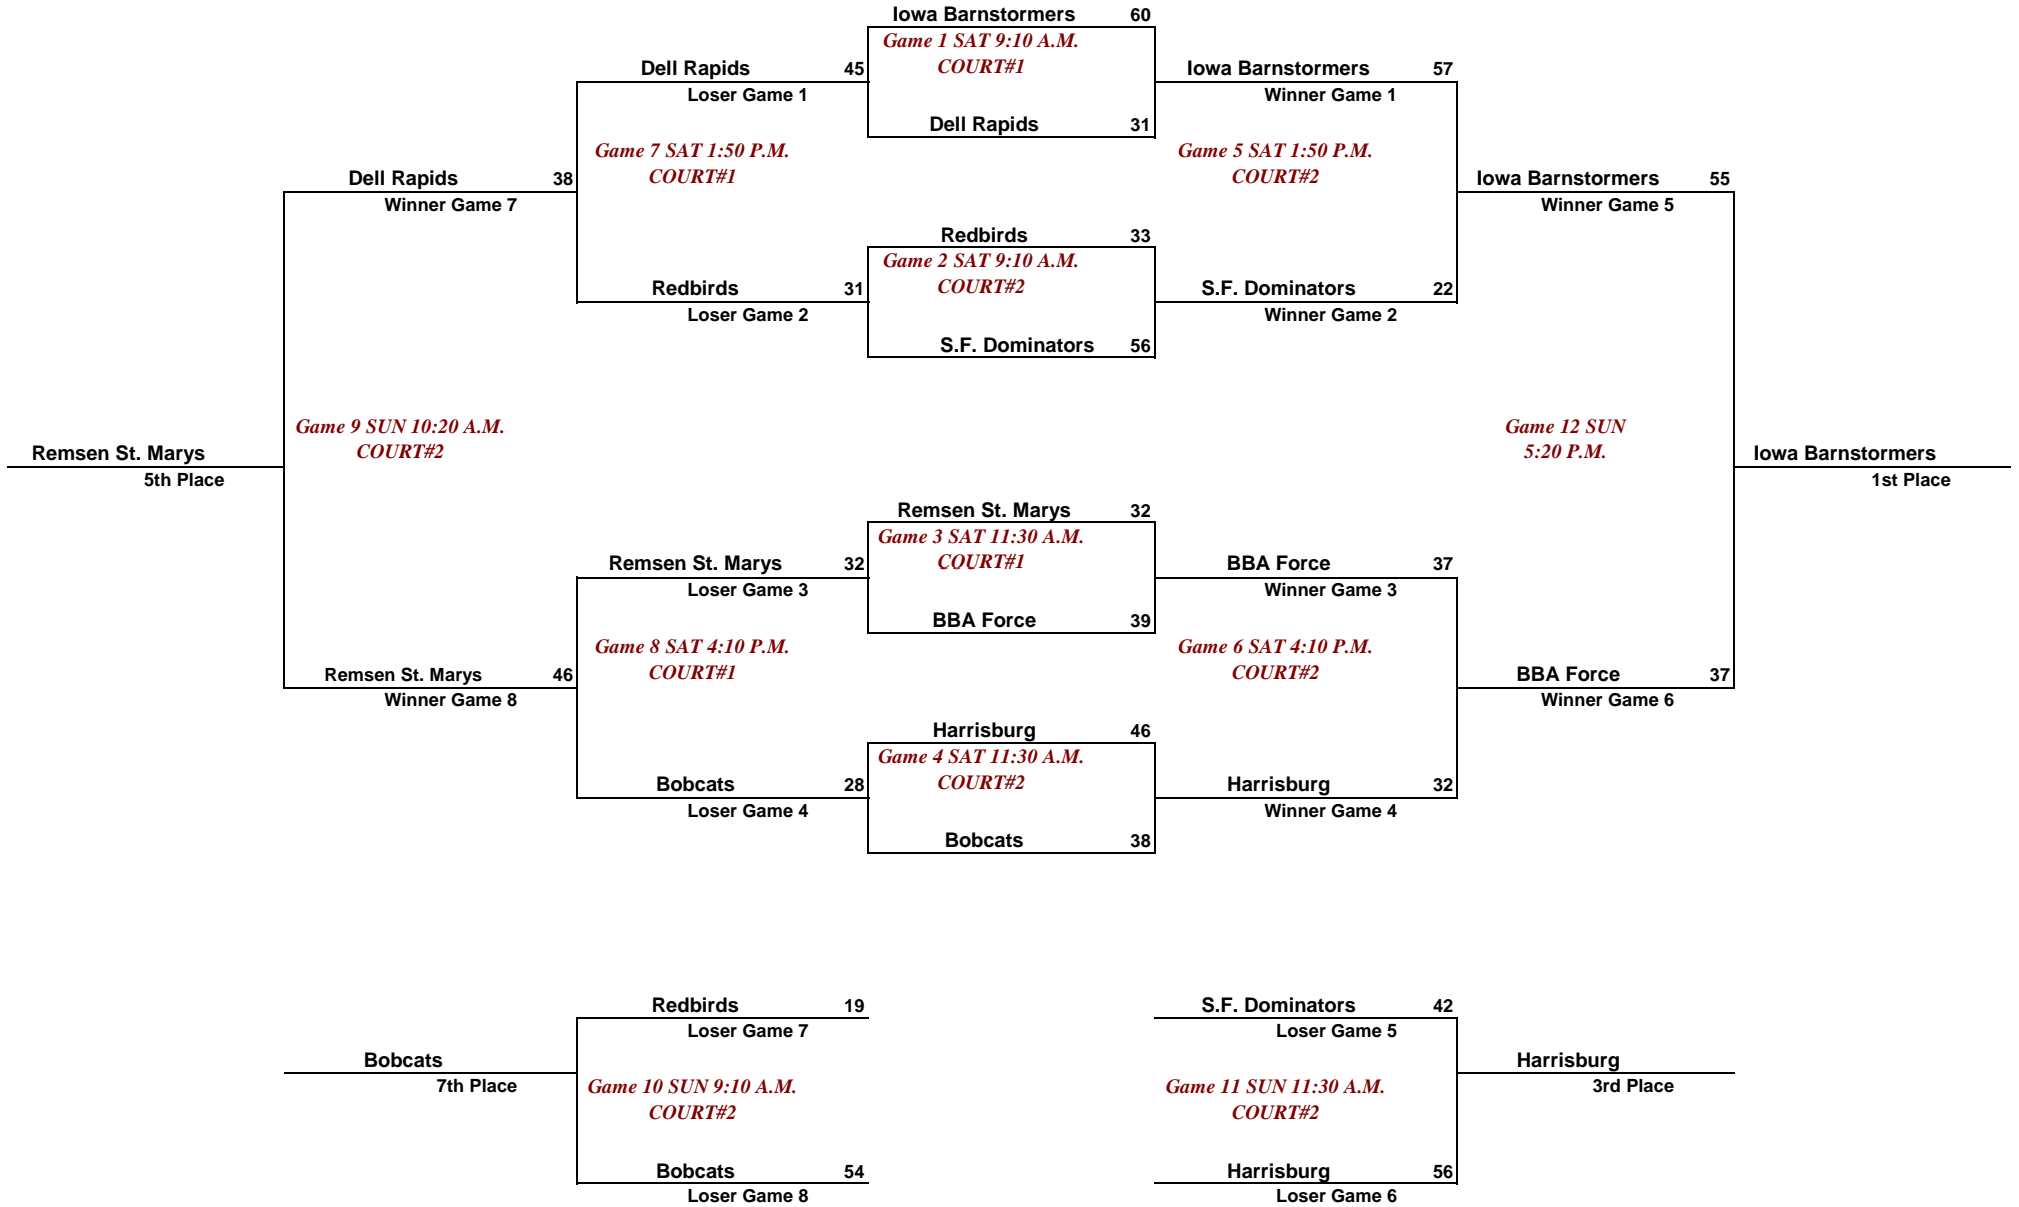 Iowa Barnstormers 60
Game 1 SAT 9:10 A.M.
Dell Rapids 45 COURT#1 Iowa Barnstormers 57
Loser Game 1 Winner Game 1
Dell Rapids 31
Game 7 SAT 1:50 P.M. Game 5 SAT 1:50 P.M.
Dell Rapids 38 COURT#1 COURT#2 Iowa Barnstormers 55
Winner Game 7 Winner Game 5
Redbirds 33
Game 2 SAT 9:10 A.M.
Redbirds 31 COURT#2 S.F. Dominators 22
Loser Game 2 Winner Game 2
S.F. Dominators 56
Game 9 SUN 10:20 A.M. Game 12 SUN
Remsen St. Marys COURT#2 5:20 P.M. Iowa Barnstormers
5th Place 1st Place
Remsen St. Marys 32
Game 3 SAT 11:30 A.M.
Remsen St. Marys 32 COURT#1 BBA Force 37
Loser Game 3 Winner Game 3
BBA Force 39
Game 8 SAT 4:10 P.M. Game 6 SAT 4:10 P.M.
Remsen St. Marys 46 COURT#1 COURT#2 BBA Force 37
Winner Game 8 Winner Game 6
Harrisburg 46
Game 4 SAT 11:30 A.M.
Bobcats 28 COURT#2 Harrisburg 32
Loser Game 4 Winner Game 4
Bobcats 38
Redbirds 19 S.F. Dominators 42
Loser Game 7 Loser Game 5
Bobcats Harrisburg
7th Place Game 10 SUN 9:10 A.M. Game 11 SUN 11:30 A.M. 3rd Place
COURT#2 COURT#2
Bobcats 54 Harrisburg 56
Loser Game 8 Loser Game 6